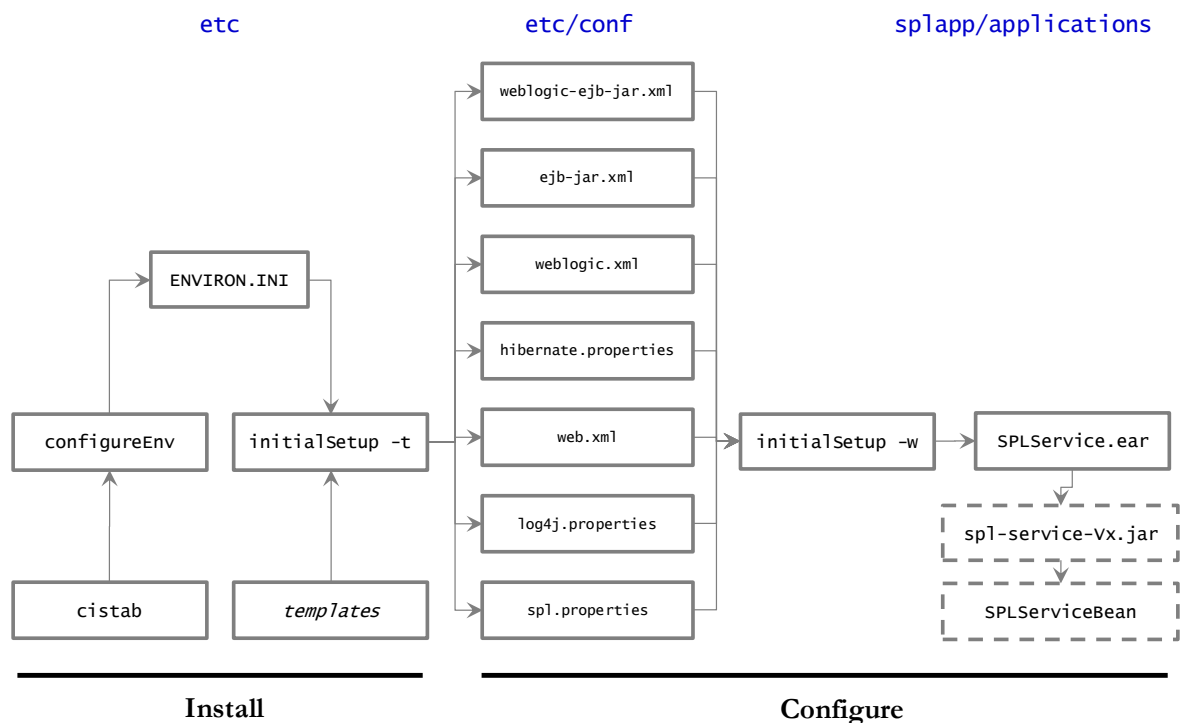 etc
etc/conf
splapp/applications
weblogic-ejb-jar.xml
ejb-jar.xml
weblogic.xml
ENVIRON.INI
hibernate.properties
configureEnv
initialSetup -t
web.xml
initialSetup -w
SPLService.ear
log4j.properties
spl-service-Vx.jar
cistab
templates
spl.properties
SPLServiceBean
Install
Configure